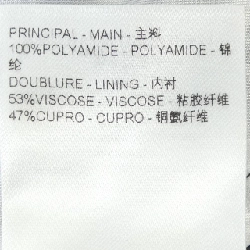 PRINCIPAL - MAIN - 主料
100%POLYAMIDE - POLYAMIDE - 锦
纶
DOUBLURE - LINING - 内衬
53%VISCOSE - VISCOSE - 粘胶纤维
47%CUPRO - CUPRO - 铜氨纤维